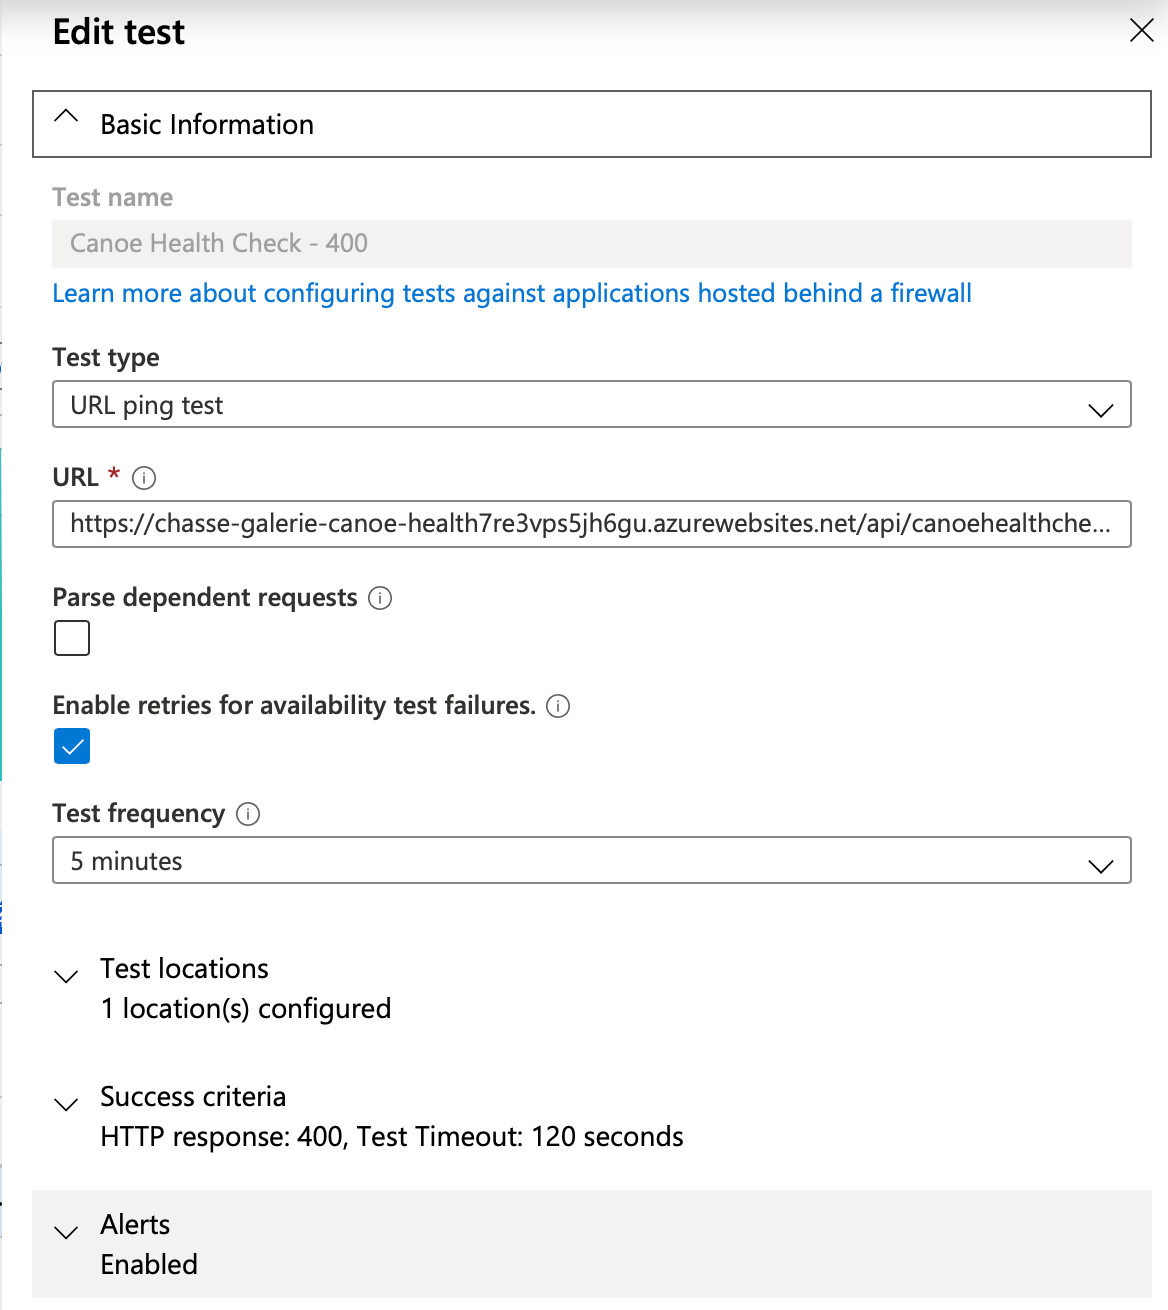 Edit test
Basic Information
Test name
Canoe Health Check - 400
Learn more about configuring tests against applications hosted behind a firewall
Test type
URL ping test
URL *
https://chasse-galerie-canoe-health7re3vps5jh6gu.azurewebsites.net/api/canoehealthche...
Parse dependent requests
Enable retries for availability test failures.
Test frequency
5 minutes
Test locations
1 location(s) configured
Success criteria
HTTP response: 400, Test Timeout: 120 seconds
Alerts
Enabled